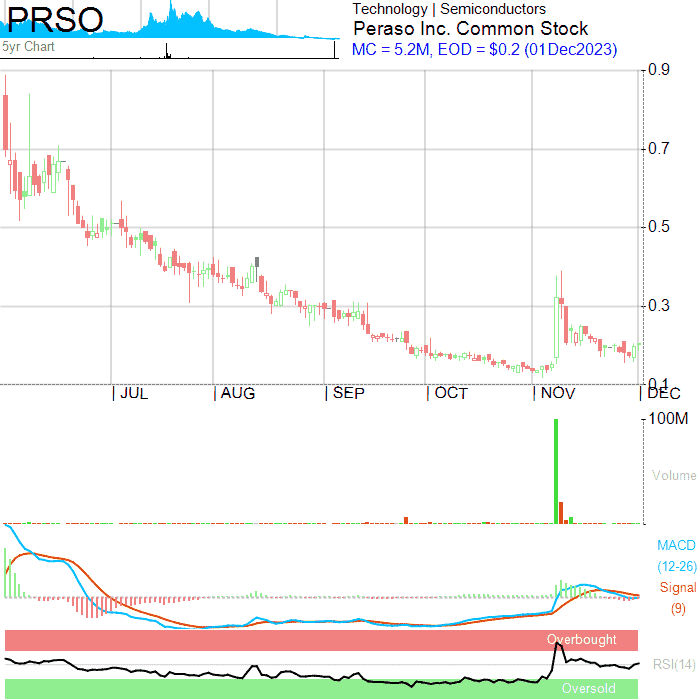 PRSO
5yr Chart
Technology | Semiconductors
Peraso Inc. Common Stock
MC = 5.2M, EOD = $0.2 (01Dec2023)
0.9
0.7
0.5
0.3
0.1
JUL AUG SEP OCT NOV DEC
100M
Volume
MACD
(12-26)
Signal
(9)
Overbought
RSI(14)
Oversold